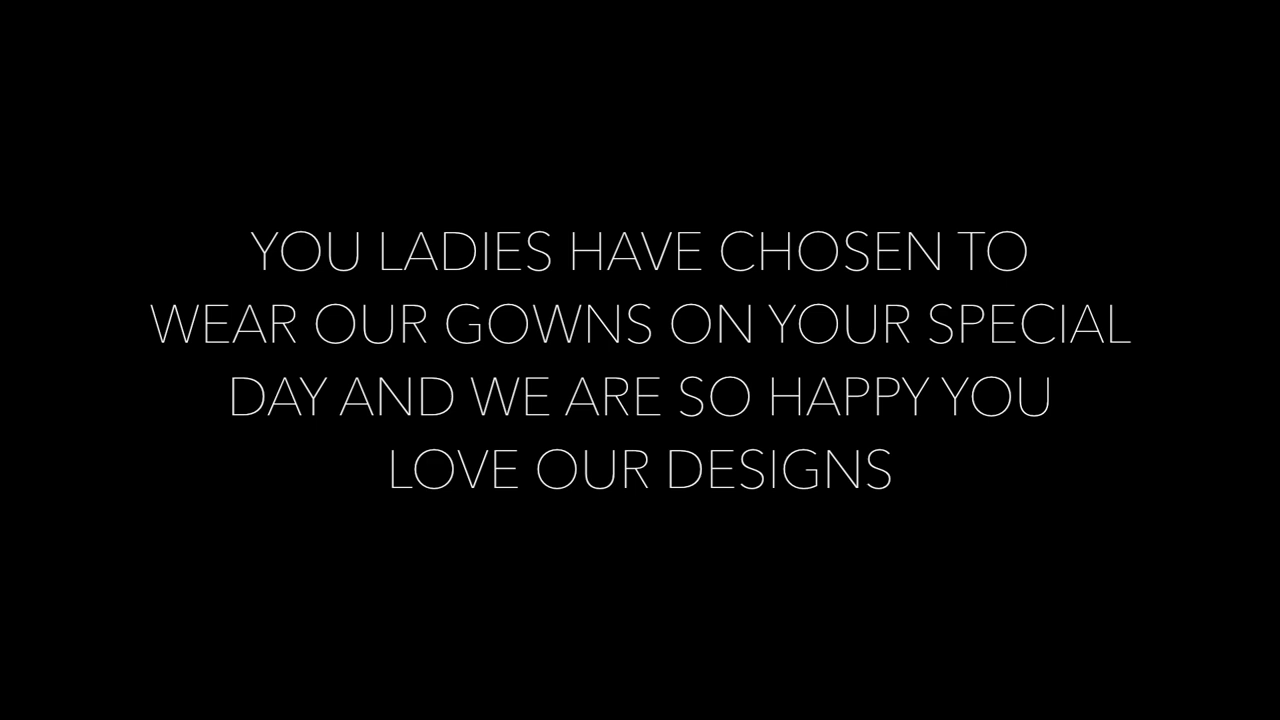 YOU LADIES HAVE CHOSEN TO
WEAR OUR GOWNS ON YOUR SPECIAL
DAY AND WE ARE SO HAPPY YOU
LOVE OUR DESIGNS